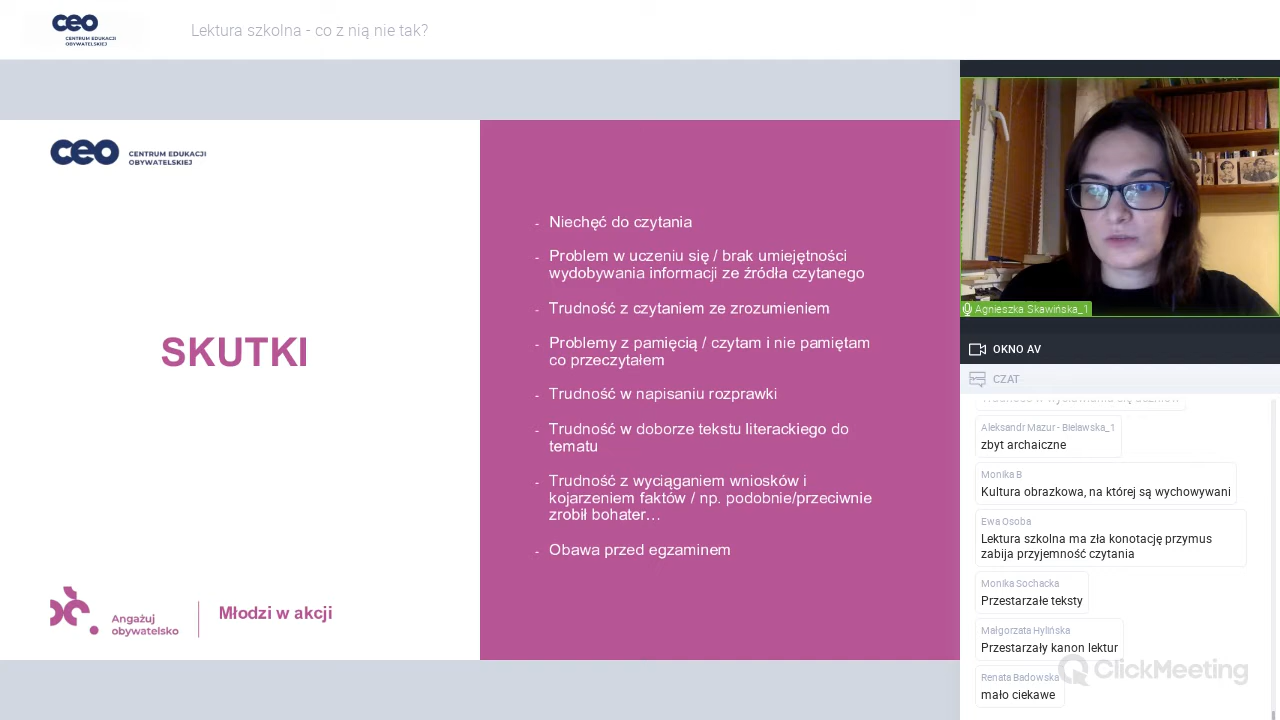 ceo
CENTRUM EDUKACJI
OBYWATELSKIEJ
Lektura szkolna - co z nią nie tak?
ceo
CENTRUM EDUKACJI
OBYWATELSKIEJ
SKUTKI
Angażuj
obywatelsko
Młodzi w akcji
- Niechęć do czytania
- Problem w uczeniu się / brak umiejętności
wydobywania informacji ze źródła czytanego
- Trudność z czytaniem ze zrozumieniem
- Problemy z pamięcią / czytam i nie pamiętam
co przeczytałem
- Trudność w napisaniu rozprawki
- Trudność w doborze tekstu literackiego do
tematu
- Trudność z wyciąganiem wniosków i
kojarzeniem faktów / np. podobnie/przeciwnie
zrobił bohater…
- Obawa przed egzaminem
Agnieszka Skawińska_1
OKNO AV
CZAT
Aleksandr Mazur - Bielawska_1
zbyt archaiczne
Monika B
Kultura obrazkowa, na której są wychowywani
Ewa Osoba
Lektura szkolna ma zła konotację przymus
zabija przyjemność czytania
Monika Sochacka
Przestarzałe teksty
Małgorzata Hylińska
Przestarzały kanon lektur
Renata Badowska
mało ciekawe
ClickMeeting